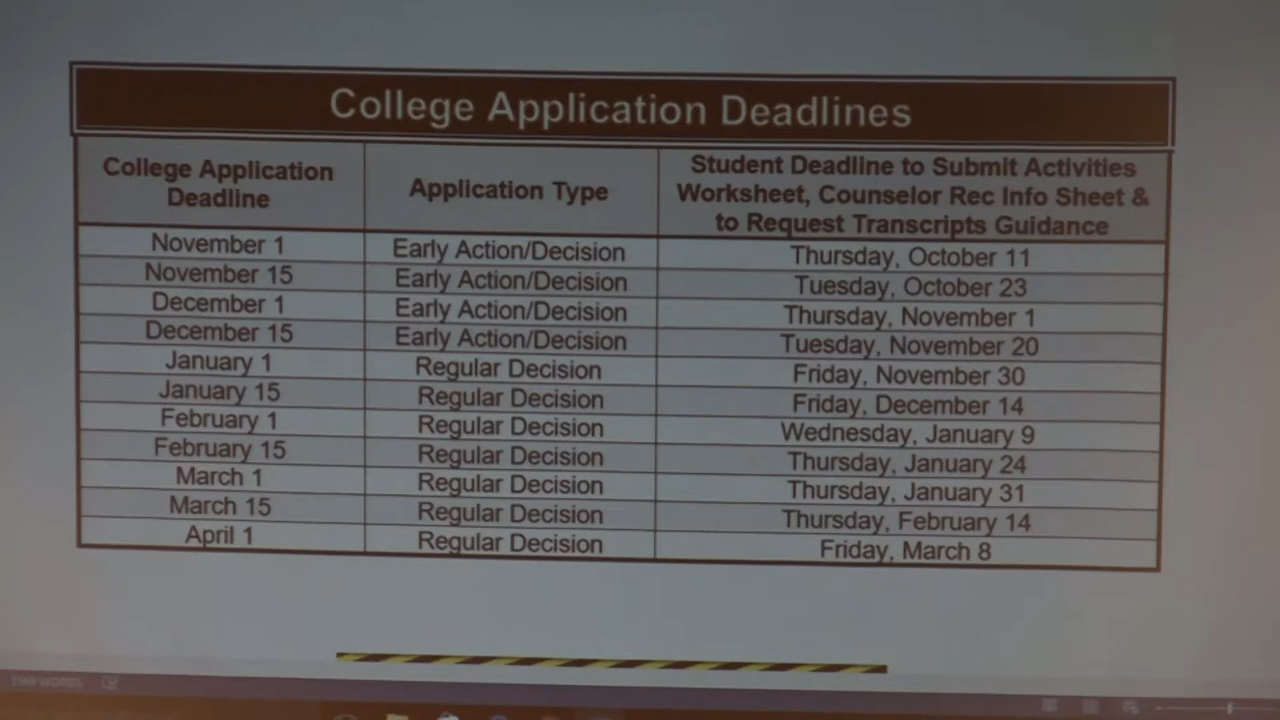 College Application Deadlines
College Application
Deadline
Application Type
Student Deadline to Submit Activities
Worksheet, Counselor Rec Info Sheet &
to Request Transcripts Guidance
November 1 Early Action/Decision Thursday, October 11
November 15 Early Action/Decision Tuesday, October 23
December 1 Early Action/Decision Thursday, November 1
December 15 Early Action/Decision Tuesday, November 20
January 1 Regular Decision Friday, November 30
January 15 Regular Decision Friday, December 14
February 1 Regular Decision Wednesday, January 9
February 15 Regular Decision Thursday, January 24
March 1 Regular Decision Thursday, January 31
March 15 Regular Decision Thursday, February 14
April 1 Regular Decision Friday, March 8
WORDS